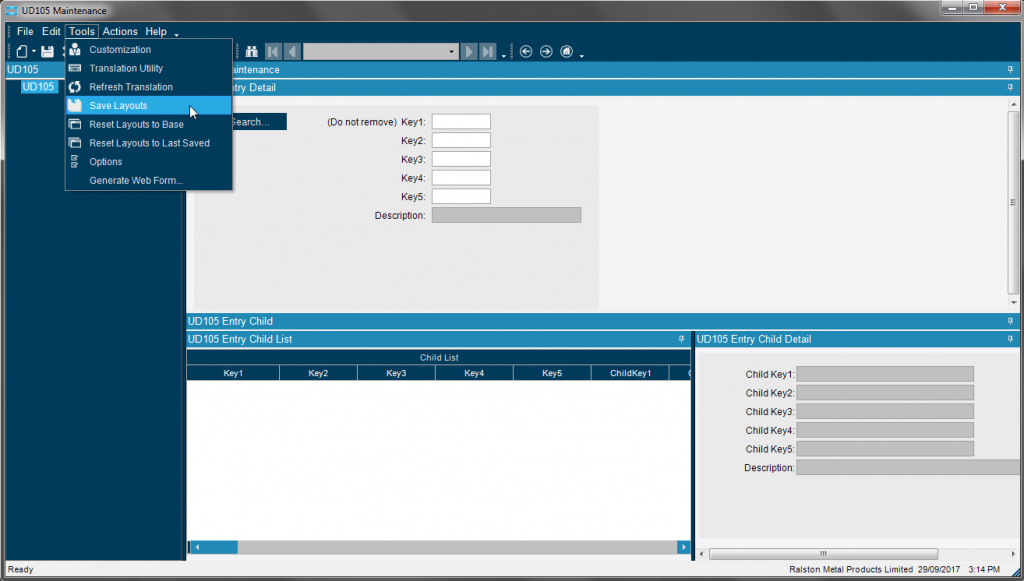 UD105 Maintenance
File Edit Tools Actions Help
Customization
Translation Utility
Refresh Translation
Save Layouts
Reset Layouts to Base
Reset Layouts to Last Saved
Options
Generate Web Form...
UD105
UD105
aintenance
try Detail
Search...
(Do not remove) Key1:
Key2:
Key3:
Key4:
Key5:
Description:
UD105 Entry Child
UD105 Entry Child List
Child List
Key1 Key2 Key3 Key4 Key5 ChildKey1
UD105 Entry Child Detail
Child Key1:
Child Key2:
Child Key3:
Child Key4:
Child Key5:
Description:
Ready
Ralston Metal Products Limited 29/09/2017 3:14 PM